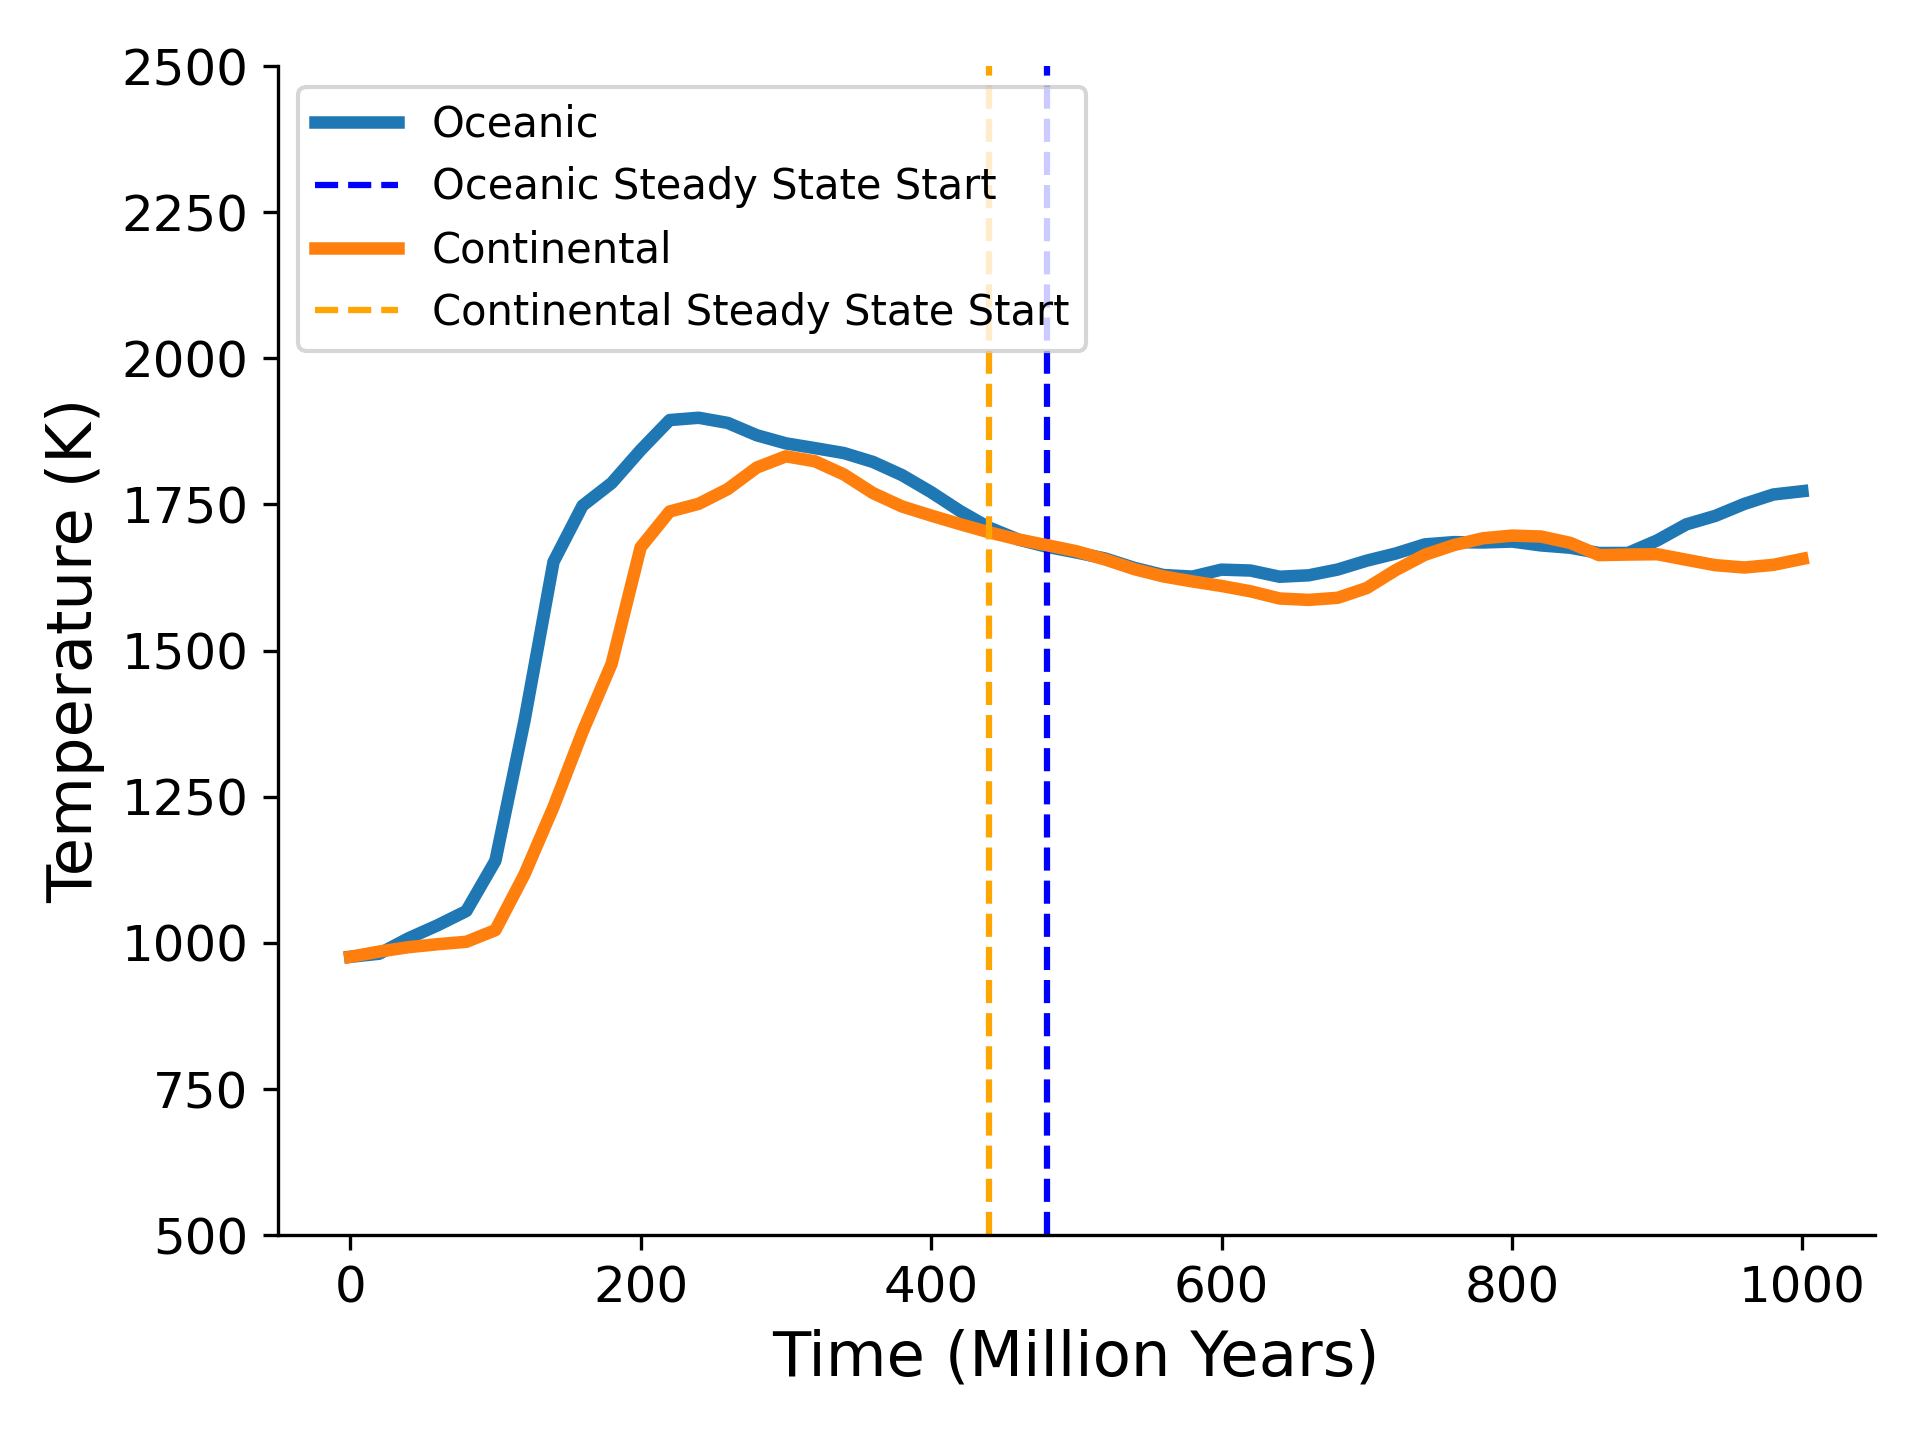 2500
2250
2000
1750
1500
1250
1000
750
500
Temperature (K)
Oceanic
Oceanic Steady State Start
Continental
Continental Steady State Start
0 200 400 600 800 1000
Time (Million Years)